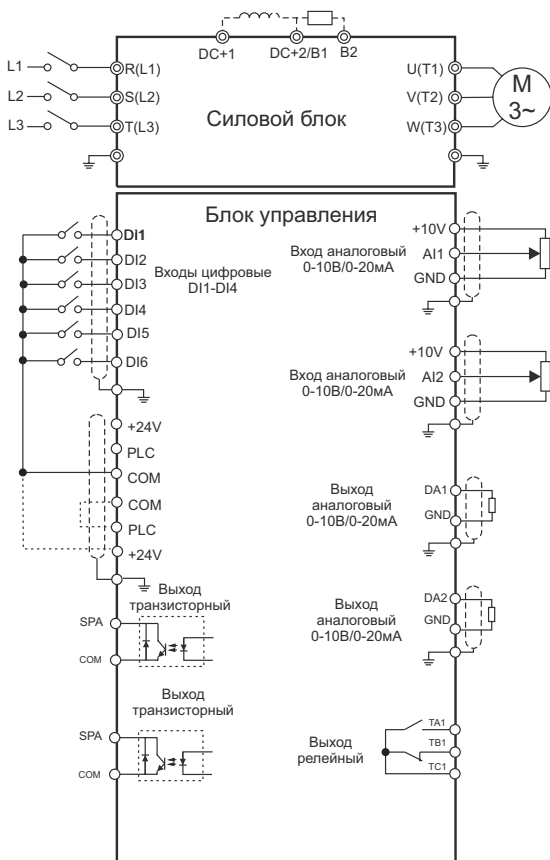 DC+1
DC+2/B1
B2
L1
R(L1)
U(T1)
L2
S(L2)
V(T2)
L3
T(L3)
W(T3)
M
3~
Силовой блок
Блок управления
DI1
DI2
DI3
DI4
DI5
DI6
Входы цифровые
DI1-DI4
+10V
AI1
GND
Вход аналоговый
0-10В/0-20мА
+10V
AI2
GND
Вход аналоговый
0-10В/0-20мА
+24V
PLC
COM
COM
PLC
+24V
DA1
GND
Выход
аналоговый
0-10В/0-20мА
DA2
GND
Выход
аналоговый
0-10В/0-20мА
Выход
транзисторный
SPA
COM
Выход
транзисторный
SPA
COM
Выход
релейный
TA1
TB1
TC1